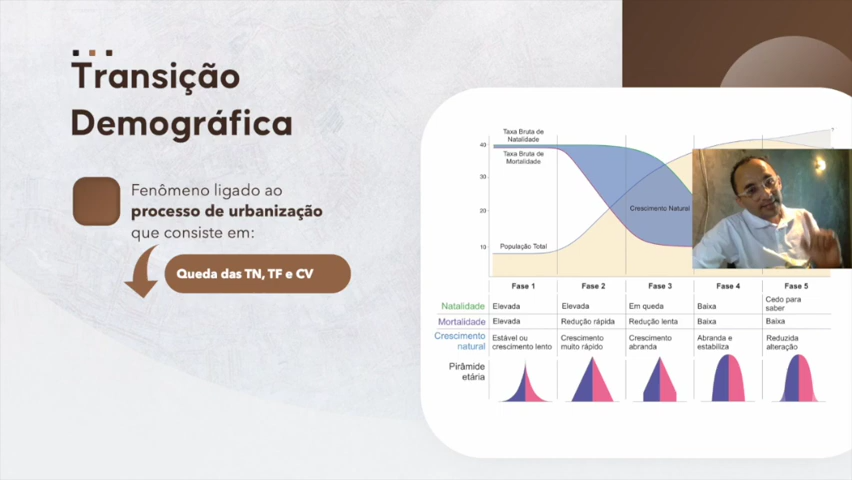 Transição
Demográfica
Fenômeno ligado ao
processo de urbanização
que consiste em:
Queda das TN, TF e CV
Taxa Bruta de
Natalidade
Taxa Bruta de
Mortalidade
40
30
20
10
Crescimento Natural
População Total
Fase 1 Fase 2 Fase 3 Fase 4 Fase 5
Natalidade Elevada Elevada Em queda Baixa Cedo para saber
Mortalidade Elevada Redução rápida Redução lenta Baixa Baixa
Crescimento natural Estável ou crescimento lento Crescimento muito rápido Crescimento abranda Abranda e estabiliza Reduzida alteração
Pirâmide
etária